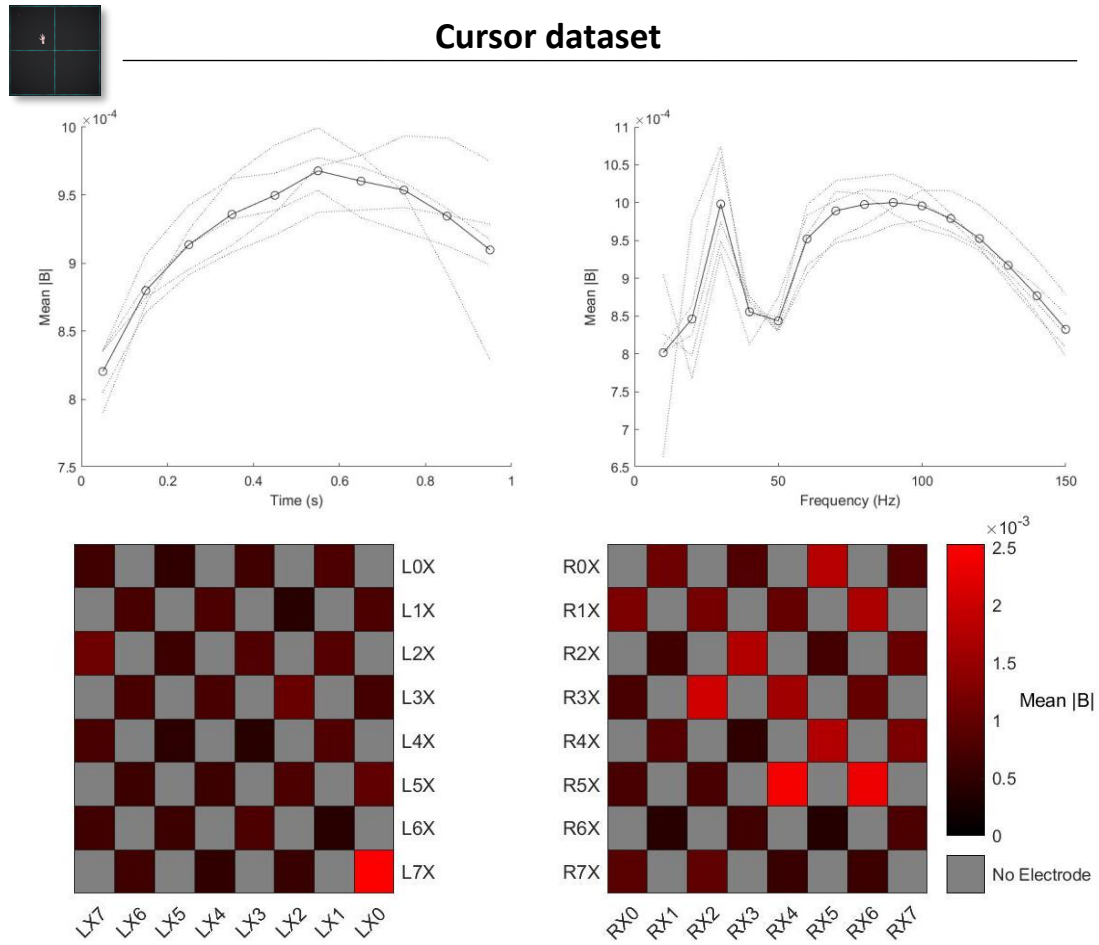 Cursor dataset
×10⁻⁴
10
9.5
9
8.5
8
7.5
Mean |B|
0 0.2 0.4 0.6 0.8 1
Time (s)
×10⁻⁴
11
10.5
10
9.5
9
8.5
8
7.5
7
6.5
Mean |B|
0 50 100 150
Frequency (Hz)
L0X
L1X
L2X
L3X
L4X
L5X
L6X
L7X
LX7 LX6 LX5 LX4 LX3 LX2 LX1 LX0
R0X
R1X
R2X
R3X
R4X
R5X
R6X
R7X
RX0 RX1 RX2 RX3 RX4 RX5 RX6 RX7
×10⁻³
2.5
2
1.5
1
0.5
0
Mean |B|
No Electrode